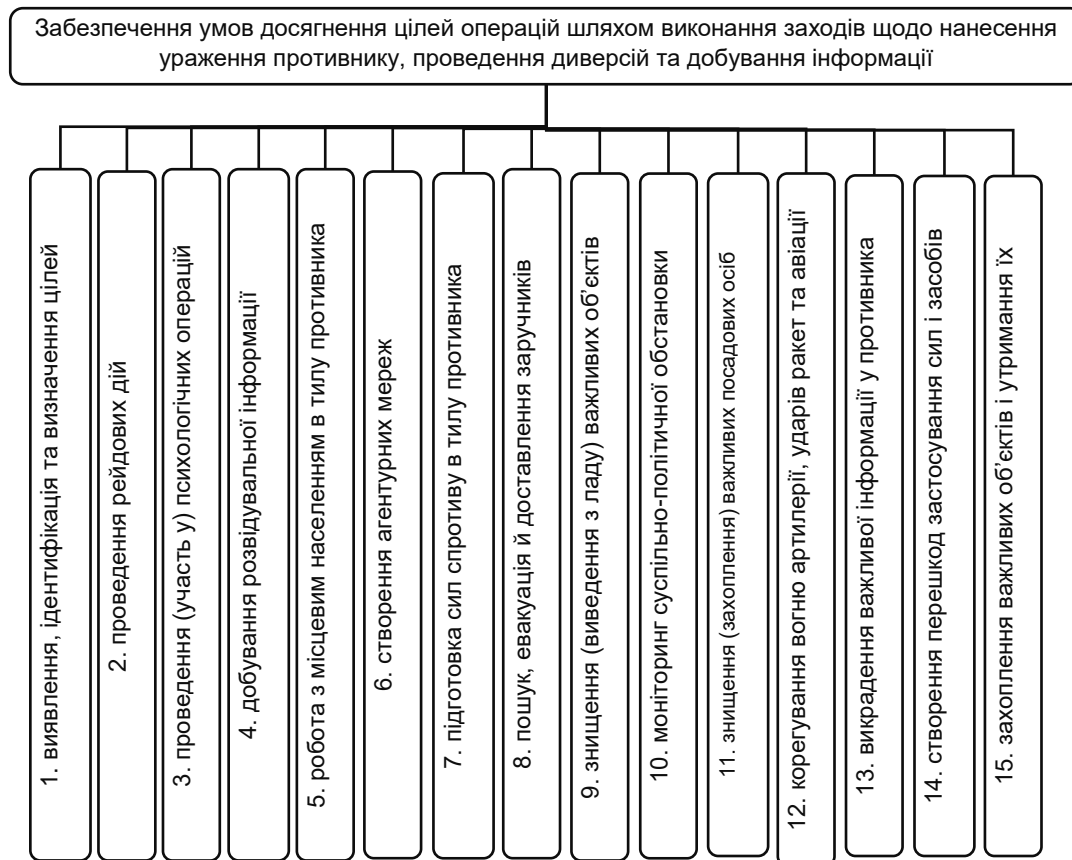 Забезпечення умов досягнення цілей операцій шляхом виконання заходів щодо нанесення
ураження противнику, проведення диверсій та добування інформації
1. виявлення, ідентифікація та визначення цілей
2. проведення рейдових дій
3. проведення (участь у) психологічних операцій
4. добування розвідувальної інформації
5. робота з місцевим населенням в тилу противника
6. створення агентурних мереж
7. підготовка сил спротиву в тилу противника
8. пошук, евакуація й доставлення заручників
9. знищення (виведення з ладу) важливих об’єктів
10. моніторинг суспільно-політичної обстановки
11. знищення (захоплення) важливих посадових осіб
12. корегування вогню артилерії, ударів ракет та авіації
13. викрадення важливої інформації у противника
14. створення перешкод застосування сил і засобів
15. захоплення важливих об’єктів і утримання їх